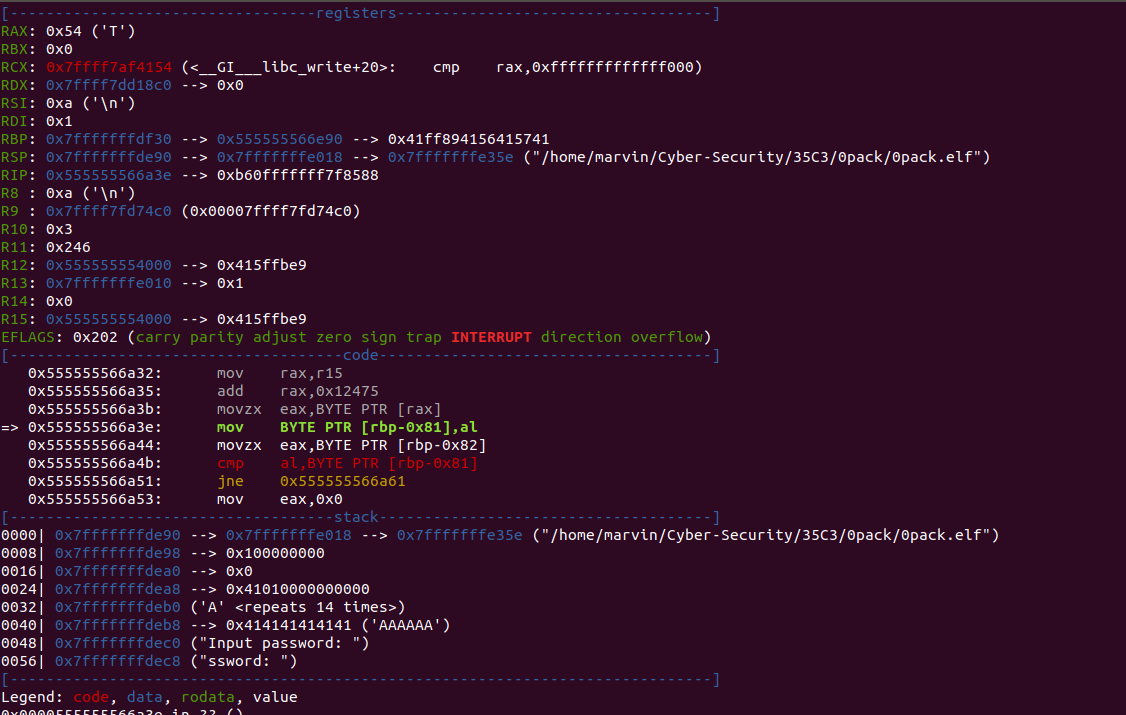 [----------------------------------registers-----------------------------------]
RAX: 0x54 ('T')
RBX: 0x0
RCX: 0x7ffff7af4154 (<__GI___libc_write+20>:    cmp    rax,0xfffffffffffff000)
RDX: 0x7ffff7dd18c0 --> 0x0
RSI: 0xa ('\n')
RDI: 0x1
RBP: 0x7fffffffdf30 --> 0x555555566e90 --> 0x41ff894156415741
RSP: 0x7fffffffde90 --> 0x7fffffffe018 --> 0x7fffffffe35e ("/home/marvin/Cyber-Security/35C3/0pack/0pack.elf")
RIP: 0x555555566a3e --> 0xb60fffffff7f8588
R8 : 0xa ('\n')
R9 : 0x7ffff7fd74c0 (0x00007ffff7fd74c0)
R10: 0x3
R11: 0x246
R12: 0x555555554000 --> 0x415ffbe9
R13: 0x7fffffffe010 --> 0x1
R14: 0x0
R15: 0x555555554000 --> 0x415ffbe9
EFLAGS: 0x202 (carry parity adjust zero sign trap INTERRUPT direction overflow)
[-------------------------------------code-------------------------------------]
   0x555555566a32:      mov    rax,r15
   0x555555566a35:      add    rax,0x12475
   0x555555566a3b:      movzx  eax,BYTE PTR [rax]
=> 0x555555566a3e:      mov    BYTE PTR [rbp-0x81],al
   0x555555566a44:      movzx  eax,BYTE PTR [rbp-0x82]
   0x555555566a4b:      cmp    al,BYTE PTR [rbp-0x81]
   0x555555566a51:      jne    0x555555566a61
   0x555555566a53:      mov    eax,0x0
[------------------------------------stack-------------------------------------]
0000| 0x7fffffffde90 --> 0x7fffffffe018 --> 0x7fffffffe35e ("/home/marvin/Cyber-Security/35C3/0pack/0pack.elf")
0008| 0x7fffffffde98 --> 0x100000000
0016| 0x7fffffffdea0 --> 0x0
0024| 0x7fffffffdea8 --> 0x41010000000000
0032| 0x7fffffffdeb0 ('A' <repeats 14 times>)
0040| 0x7fffffffdeb8 --> 0x414141414141 ('AAAAAA')
0048| 0x7fffffffdec0 ("Input password: ")
0056| 0x7fffffffdec8 ("ssword: ")
[------------------------------------------------------------------------------]
Legend: code, data, rodata, value
0x0000555555566a3e in ?? ()